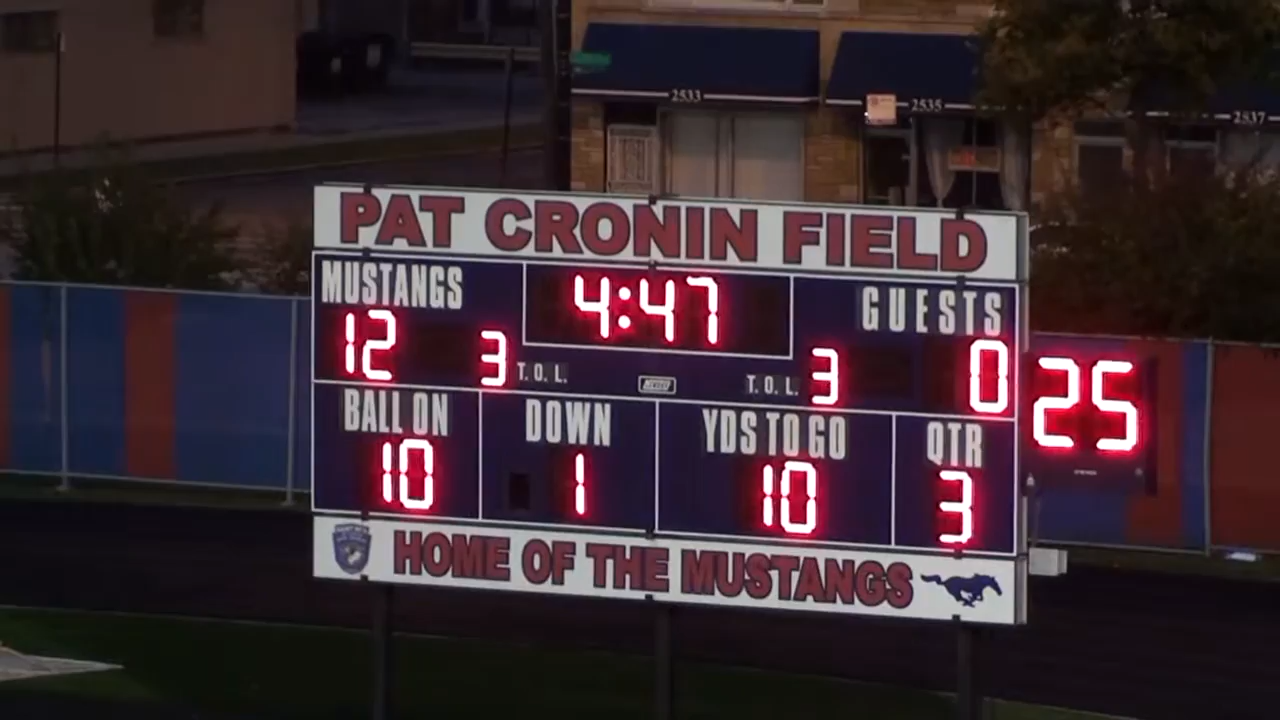 2533
2535
2537
PAT CRONIN FIELD
MUSTANGS
4:47
GUESTS
12
3
T. O. L.
T. O. L.
3
0
25
BALL ON
DOWN
YDS TO GO
QTR
10
1
10
3
HOME OF THE MUSTANGS